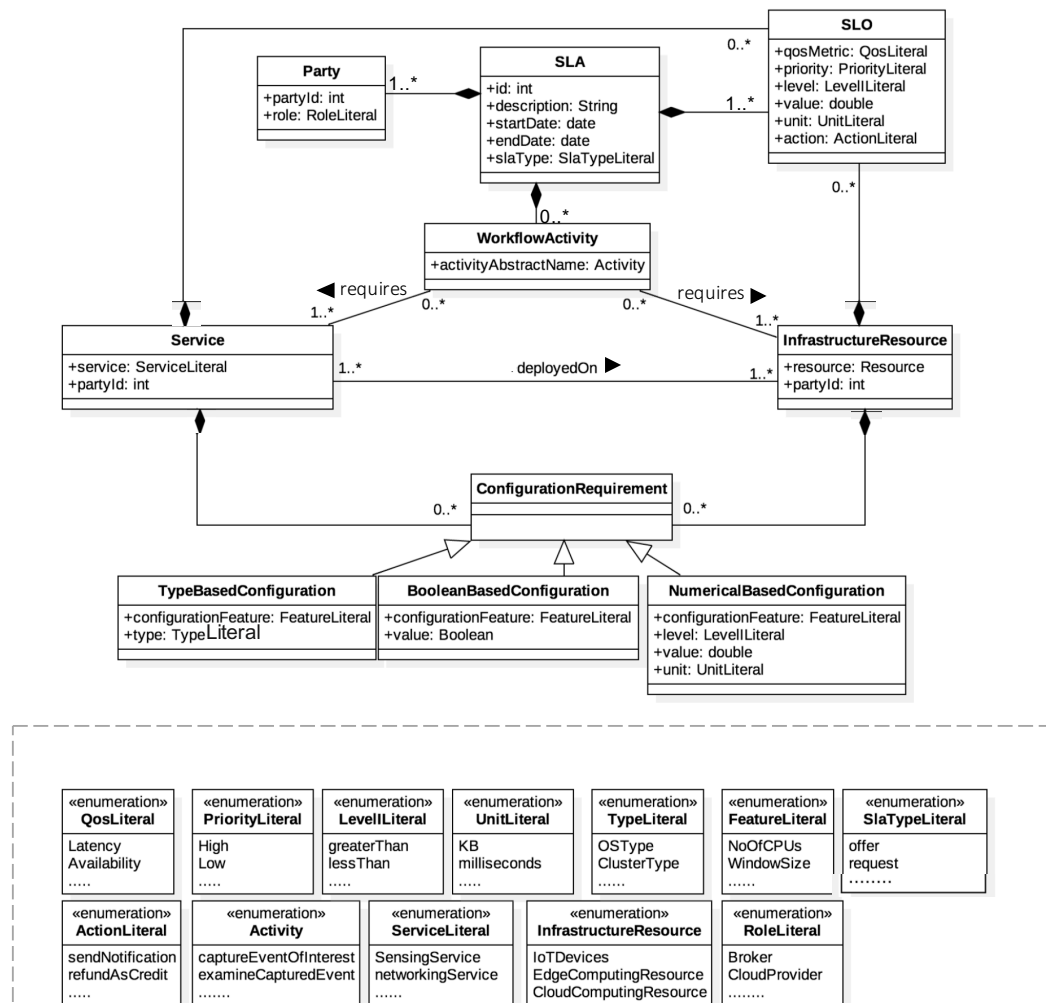 SLO
+qosMetric: QosLiteral
+priority: PriorityLiteral
+level: LevelILiteral
+value: double
+unit: UnitLiteral
+action: ActionLiteral
0..*
Party
+partyId: int
+role: RoleLiteral
1..*
SLA
+id: int
+description: String
+startDate: date
+endDate: date
+slaType: SlaTypeLiteral
1..*
0..*
0..*
WorkflowActivity
+activityAbstractName: Activity
requires
0..*
1..*
requires
0..*
1..*
Service
+service: ServiceLiteral
+partyId: int
1..*
deployedOn
1..*
InfrastructureResource
+resource: Resource
+partyId: int
ConfigurationRequirement
0..*
0..*
TypeBasedConfiguration
+configurationFeature: FeatureLiteral
+type: TypeLiteral
BooleanBasedConfiguration
+configurationFeature: FeatureLiteral
+value: Boolean
NumericalBasedConfiguration
+configurationFeature: FeatureLiteral
+level: LevelILiteral
+value: double
+unit: UnitLiteral
«enumeration»
QosLiteral
Latency
Availability
.....
«enumeration»
PriorityLiteral
High
Low
.....
«enumeration»
LevelILiteral
greaterThan
lessThan
.....
«enumeration»
UnitLiteral
KB
milliseconds
.....
«enumeration»
TypeLiteral
OSType
ClusterType
......
«enumeration»
FeatureLiteral
NoOfCPUs
WindowSize
......
«enumeration»
SlaTypeLiteral
offer
request
........
«enumeration»
ActionLiteral
sendNotification
refundAsCredit
.....
«enumeration»
Activity
captureEventOfInterest
examineCapturedEvent
.......
«enumeration»
ServiceLiteral
SensingService
networkingService
......
«enumeration»
InfrastructureResource
IoTDevices
EdgeComputingResource
CloudComputingResource
«enumeration»
RoleLiteral
Broker
CloudProvider
........